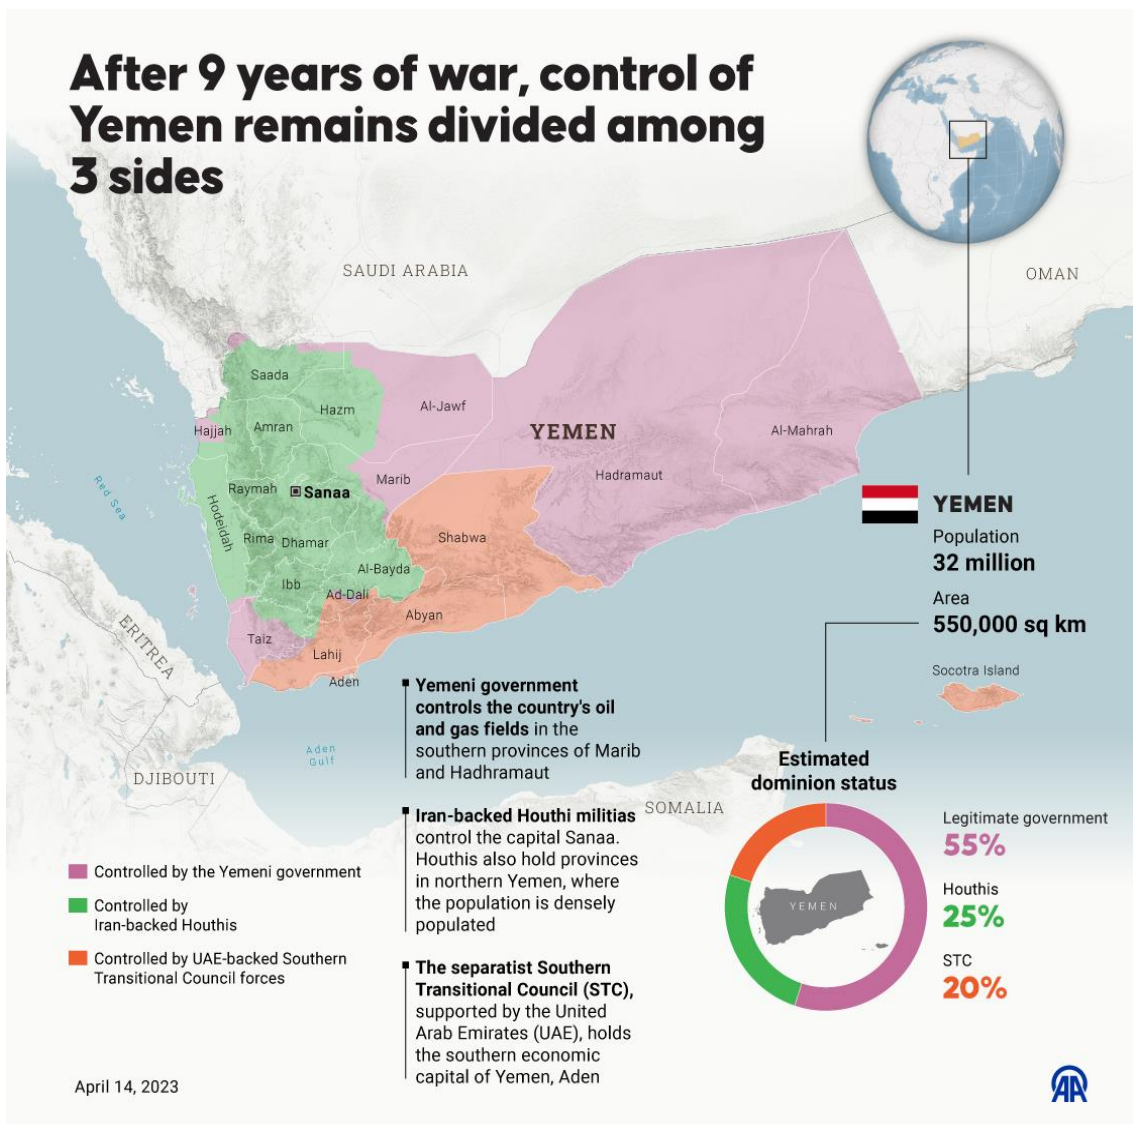 After 9 years of war, control of
Yemen remains divided among
3 sides
SAUDI ARABIA
OMAN
Saada
Hazm
Al-Jawf
Hajjah
Amran
YEMEN
Al-Mahrah
Marib
Hadramaut
Red Sea
Raymah
Sanaa
Hodeidah
Rima
Dhamar
Shabwa
Al-Bayda
Ibb
Ad-Dali
Abyan
Taiz
Lahij
Aden
ERITREA
DJIBOUTI
Aden
Gulf
SOMALIA
Socotra Island
YEMEN
Population
32 million
Area
550,000 sq km
Yemeni government
controls the country's oil
and gas fields in the
southern provinces of Marib
and Hadhramaut
Iran-backed Houthi militias
control the capital Sanaa.
Houthis also hold provinces
in northern Yemen, where
the population is densely
populated
The separatist Southern
Transitional Council (STC),
supported by the United
Arab Emirates (UAE), holds
the southern economic
capital of Yemen, Aden
Controlled by the Yemeni government
Controlled by
Iran-backed Houthis
Controlled by UAE-backed Southern
Transitional Council forces
Estimated
dominion status
YEMEN
Legitimate government
55%
Houthis
25%
STC
20%
April 14, 2023
AA